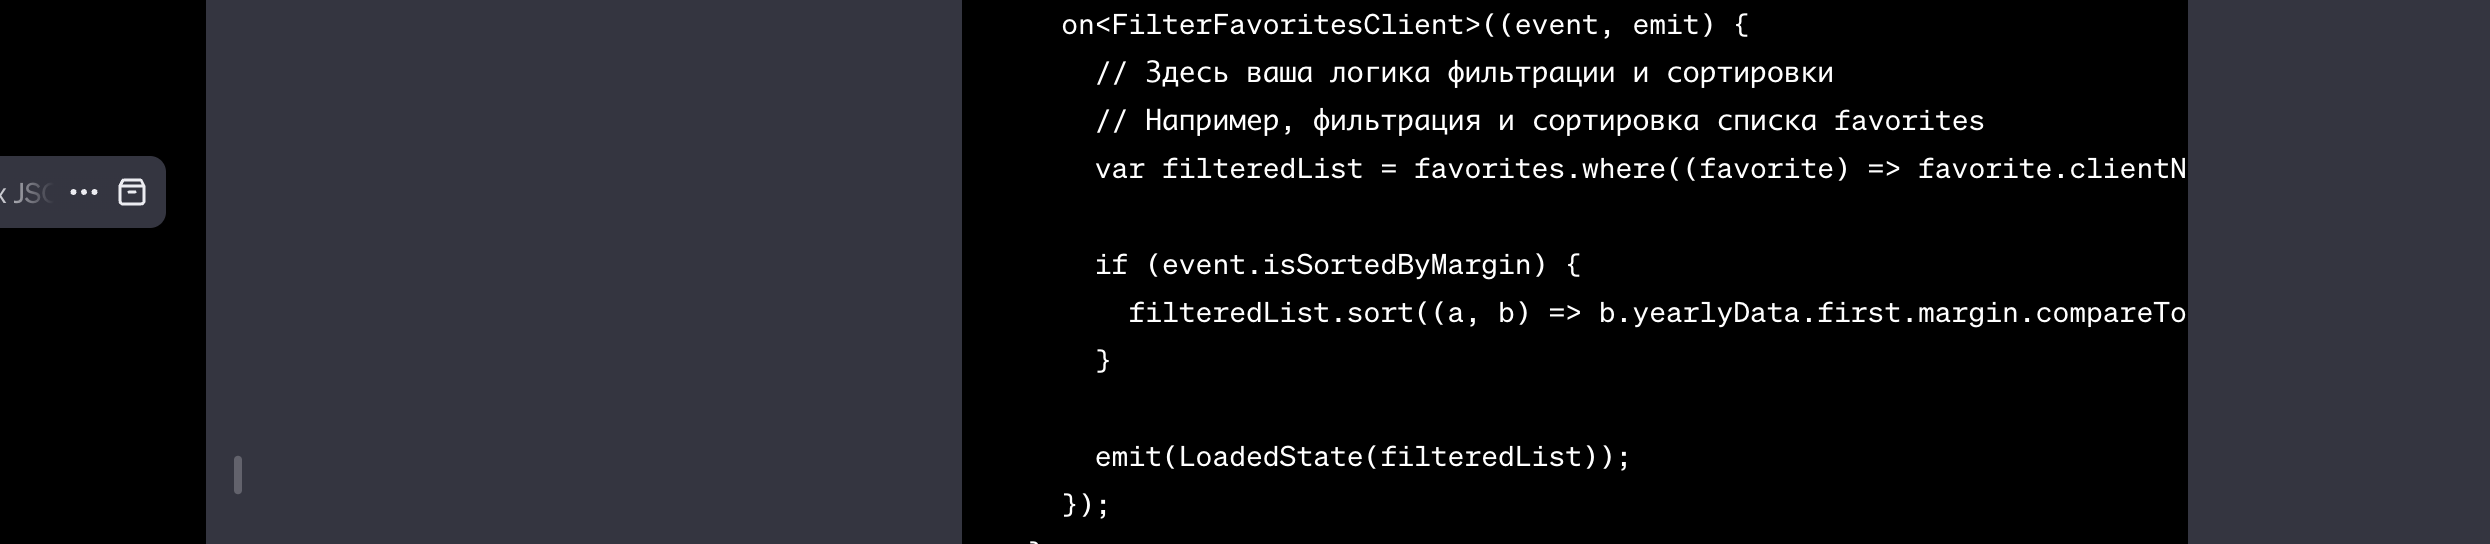 on<FilterFavoritesClient>((event, emit) {
// Здесь ваша логика фильтрации и сортировки
// Например, фильтрация и сортировка списка favorites
var filteredList = favorites.where((favorite) => favorite.clientN
JSC
if (event.isSortedByMargin) {
filteredList.sort((a, b) => b.yearlyData.first.margin.compareTo
}
emit(LoadedState(filteredList));
});